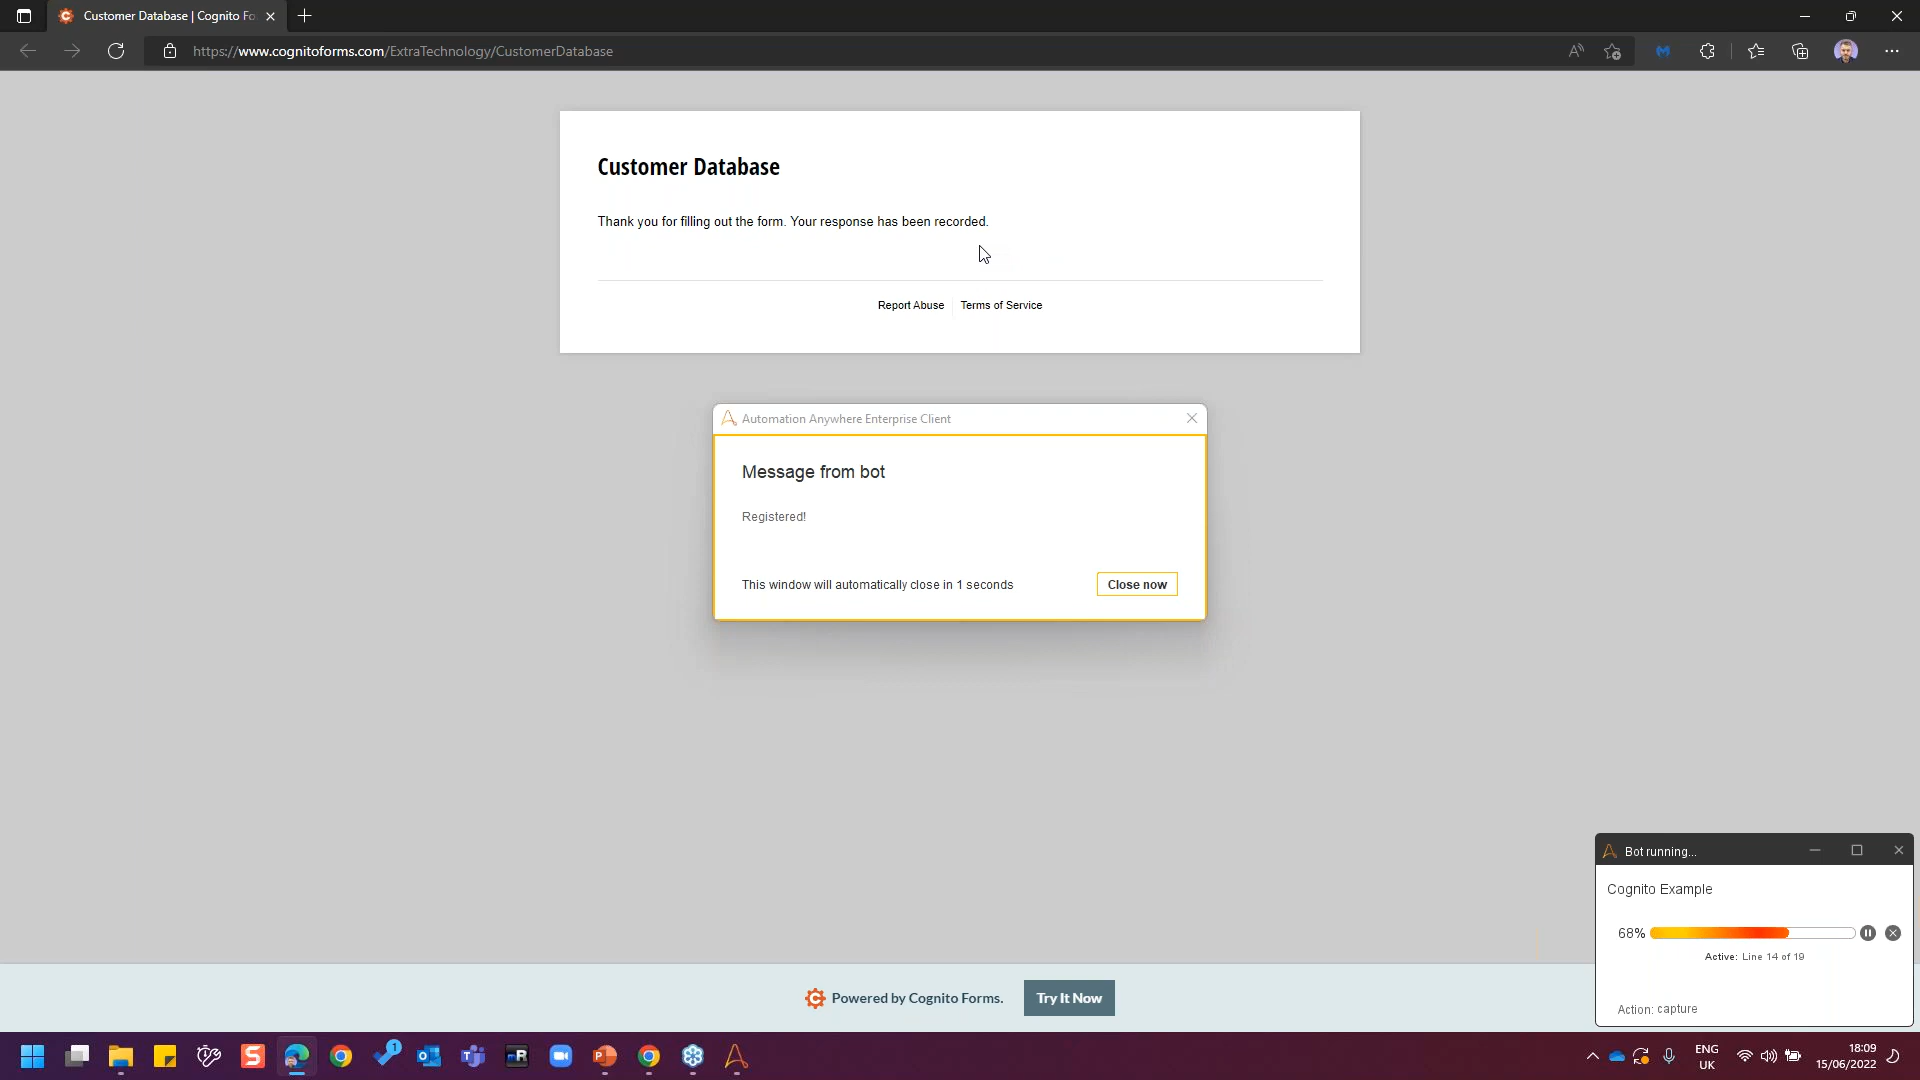 Customer Database | Cognito Fo
https://www.cognitoforms.com/ExtraTechnology/CustomerDatabase
Customer Database
Thank you for filling out the form. Your response has been recorded.
Report Abuse
Terms of Service
Automation Anywhere Enterprise Client
Message from bot
Registered!
This window will automatically close in 1 seconds
Close now
Bot running...
Cognito Example
68%
Active: Line 14 of 19
Action: capture
Powered by Cognito Forms.
Try It Now
1
ENG
UK
18:09
15/06/2022